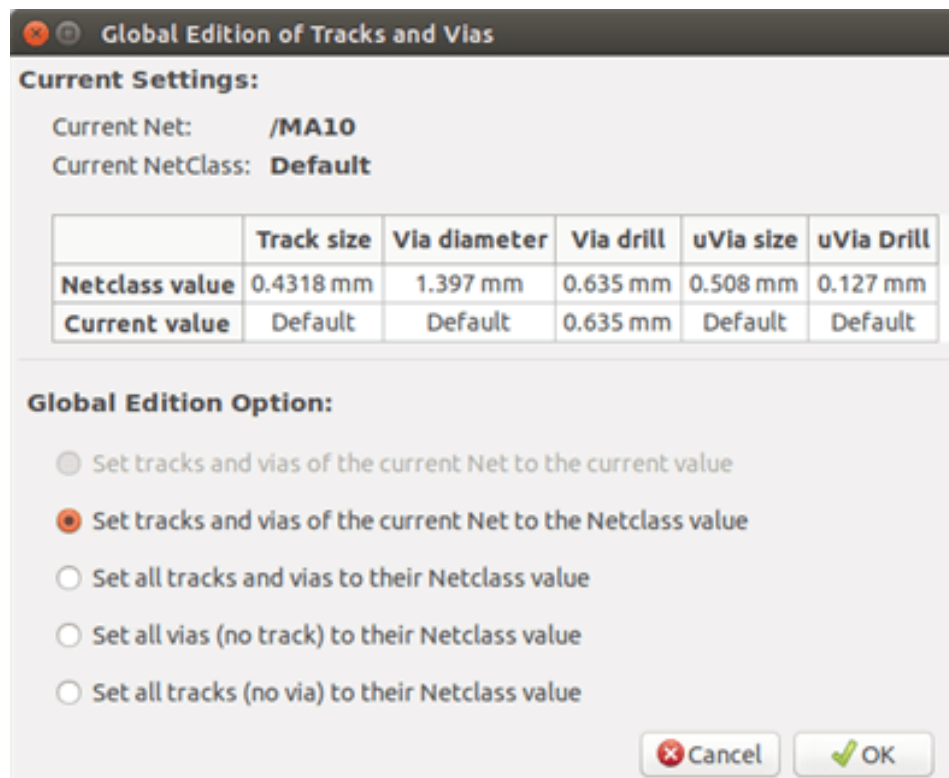 Global Edition of Tracks and Vias
Current Settings:
Current Net: /MA10
Current NetClass: Default
Track size Via diameter Via drill uVia size uVia Drill
Netclass value 0.4318 mm 1.397 mm 0.635 mm 0.508 mm 0.127 mm
Current value Default Default 0.635 mm Default Default
Global Edition Option:
Set tracks and vias of the current Net to the current value
Set tracks and vias of the current Net to the Netclass value
Set all tracks and vias to their Netclass value
Set all vias (no track) to their Netclass value
Set all tracks (no via) to their Netclass value
Cancel OK